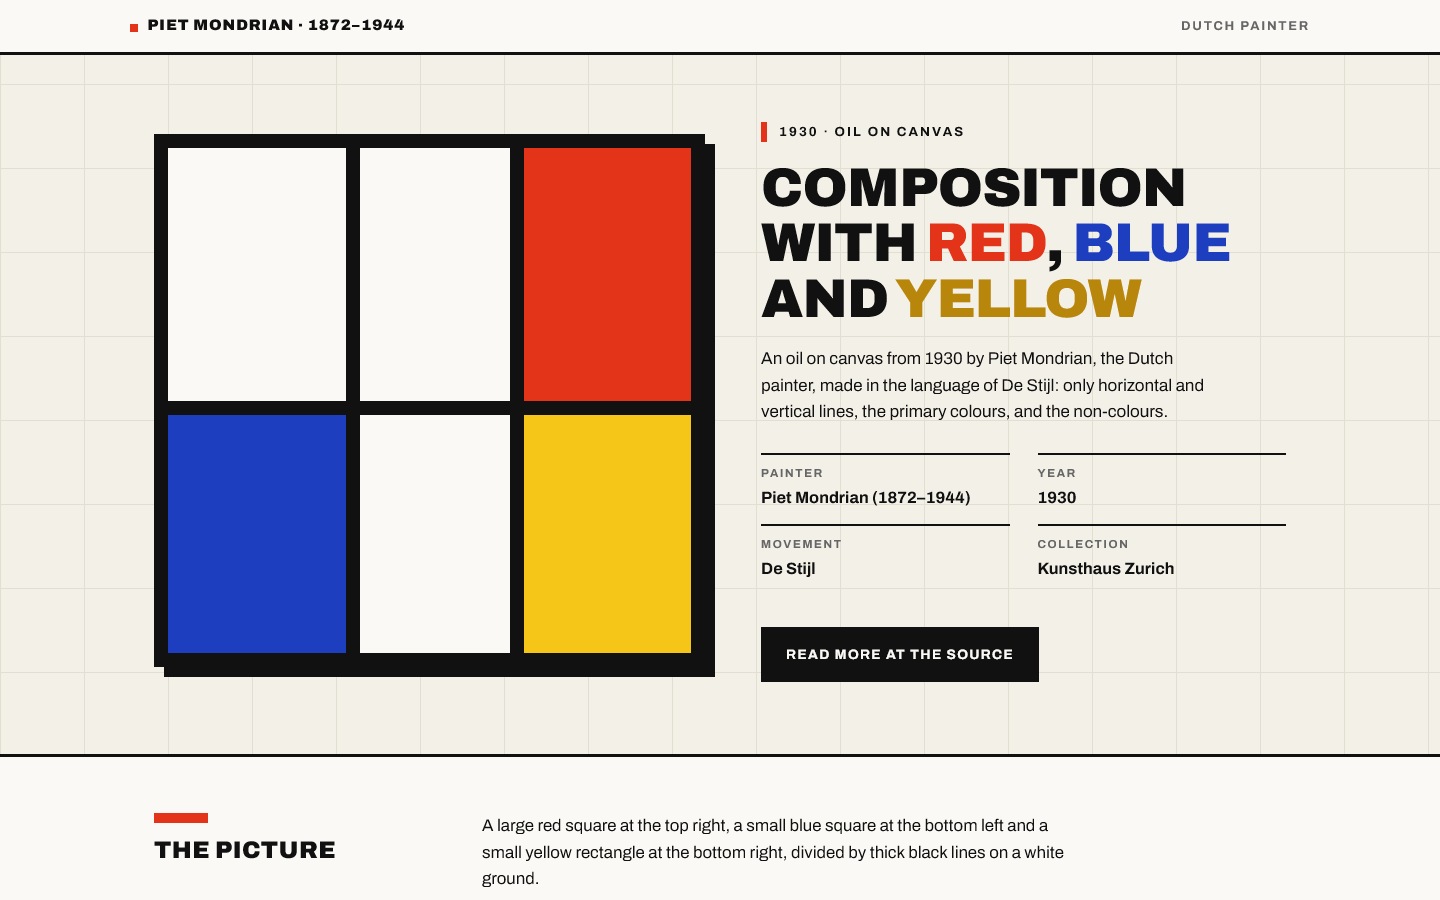 PIET MONDRIAN · 1872–1944
DUTCH PAINTER
1930 · OIL ON CANVAS
COMPOSITION
WITH RED, BLUE
AND YELLOW
An oil on canvas from 1930 by Piet Mondrian, the Dutch
painter, made in the language of De Stijl: only horizontal and
vertical lines, the primary colours, and the non-colours.
PAINTER
Piet Mondrian (1872–1944)
YEAR
1930
MOVEMENT
De Stijl
COLLECTION
Kunsthaus Zurich
READ MORE AT THE SOURCE
THE PICTURE
A large red square at the top right, a small blue square at the bottom left and a
small yellow rectangle at the bottom right, divided by thick black lines on a white
ground.